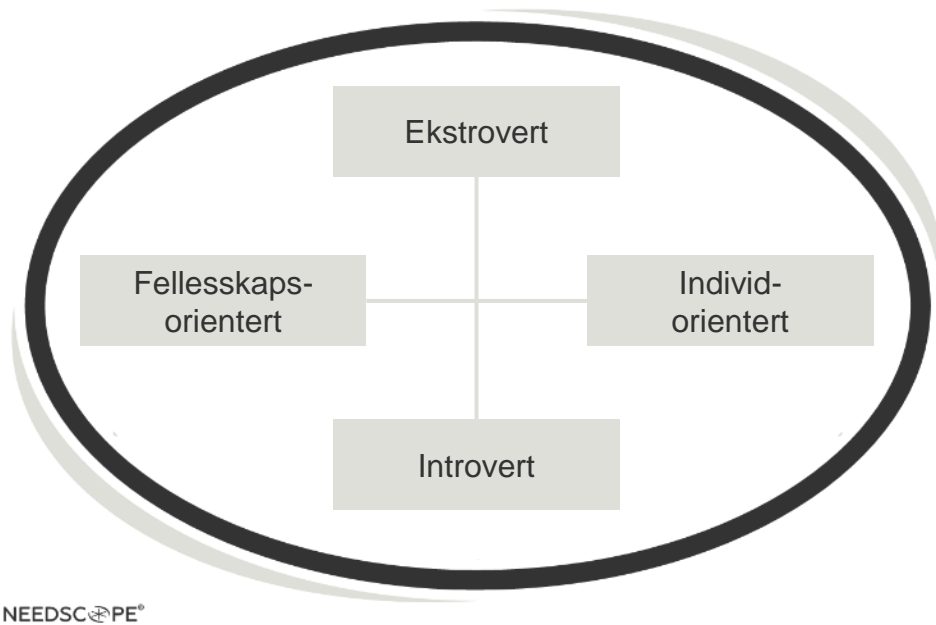 Ekstrovert
Fellesskaps-
orientert
Individ-
orientert
Introvert
NEEDSCOPE®